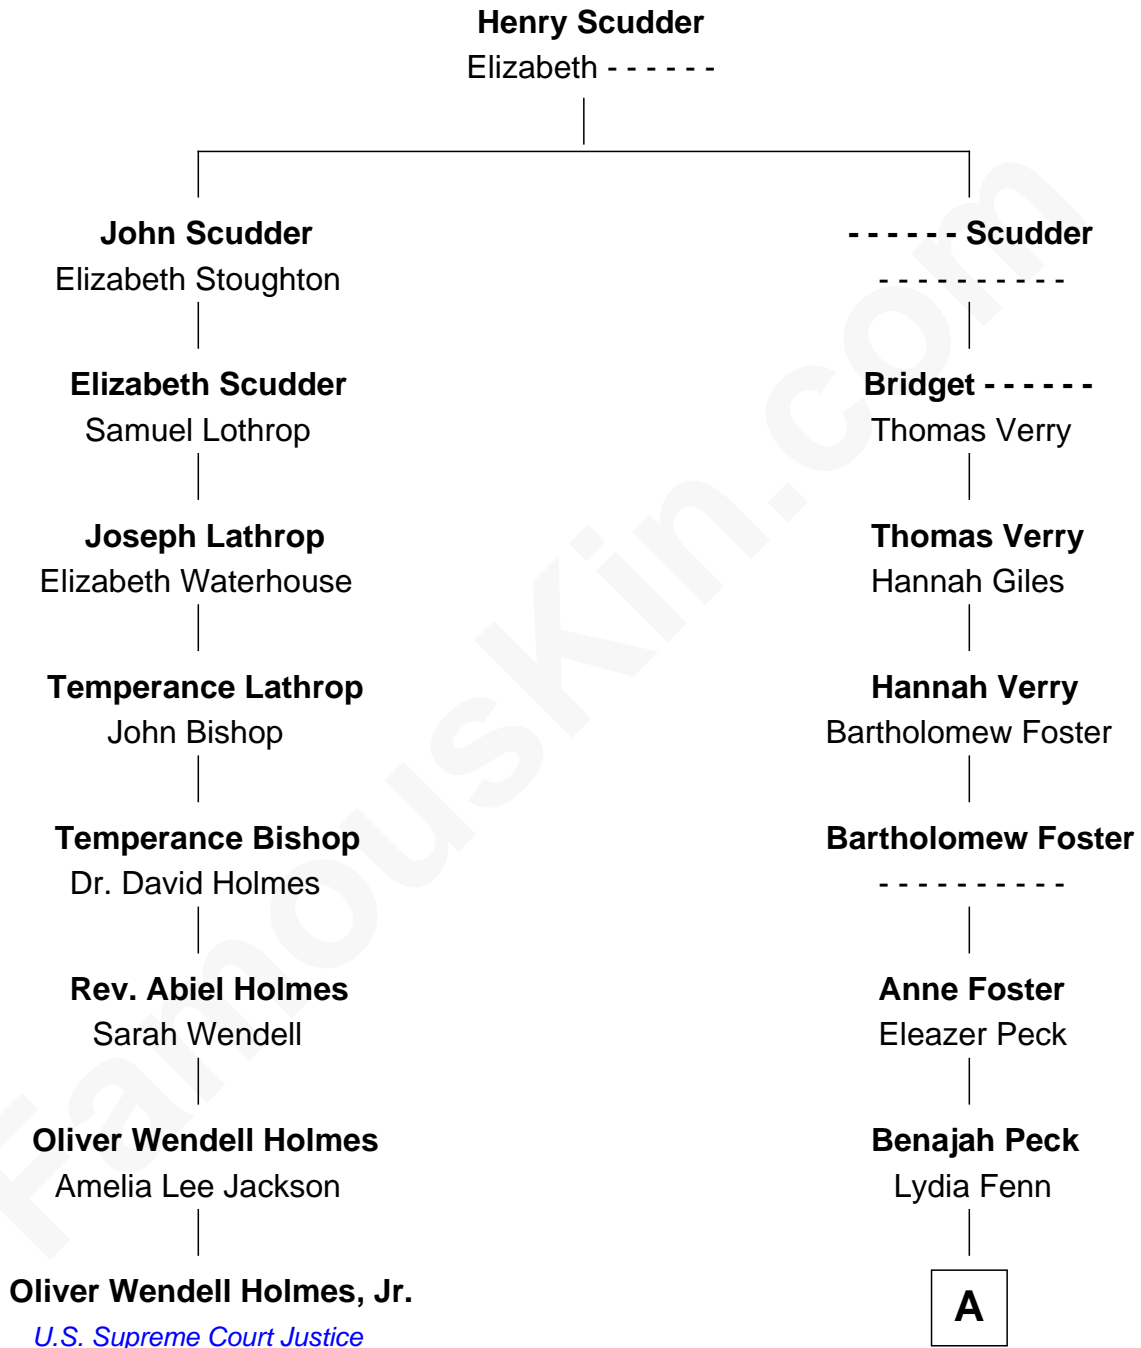 Henry Scudder
Elizabeth - - - - - -
John Scudder
Elizabeth Stoughton
- - - - - - Scudder
- - - - - - - - - -
Elizabeth Scudder
Samuel Lothrop
Bridget - - - - - -
Thomas Verry
Joseph Lathrop
Elizabeth Waterhouse
Thomas Verry
Hannah Giles
Temperance Lathrop
John Bishop
Hannah Verry
Bartholomew Foster
Temperance Bishop
Dr. David Holmes
Bartholomew Foster
- - - - - - - - - -
Rev. Abiel Holmes
Sarah Wendell
Anne Foster
Eleazer Peck
Oliver Wendell Holmes
Amelia Lee Jackson
Benajah Peck
Lydia Fenn
Oliver Wendell Holmes, Jr.
U.S. Supreme Court Justice
A
FamousKin.com